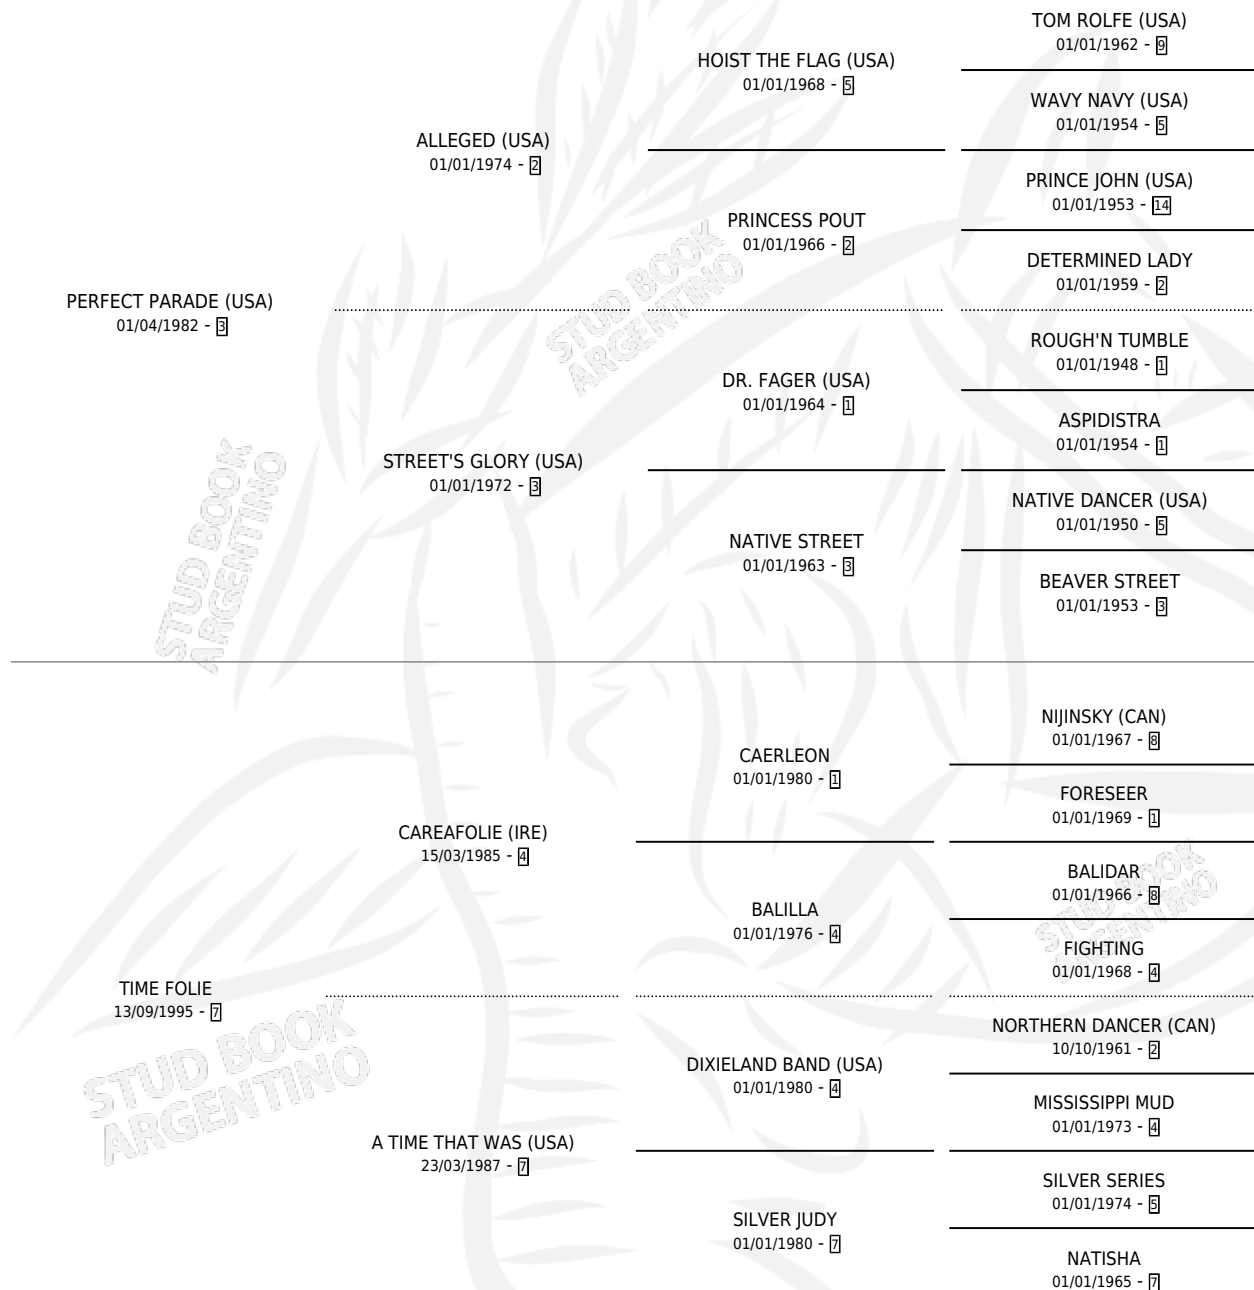 TOM ROLFE (USA)
01/01/1962 - 9
HOIST THE FLAG (USA)
01/01/1968 - 5
WAVY NAVY (USA)
01/01/1954 - 5
ALLEGED (USA)
01/01/1974 - 2
PRINCE JOHN (USA)
01/01/1953 - 14
PRINCESS POUT
01/01/1966 - 2
DETERMINED LADY
01/01/1959 - 2
PERFECT PARADE (USA)
01/04/1982 - 3
ROUGH'N TUMBLE
01/01/1948 - 1
DR. FAGER (USA)
01/01/1964 - 1
ASPIDISTRA
01/01/1954 - 1
STREET'S GLORY (USA)
01/01/1972 - 3
NATIVE DANCER (USA)
01/01/1950 - 5
NATIVE STREET
01/01/1963 - 3
BEAVER STREET
01/01/1953 - 3
NIJINSKY (CAN)
01/01/1967 - 8
CAERLEON
01/01/1980 - 1
FORESEER
01/01/1969 - 1
CAREAFOLIE (IRE)
15/03/1985 - 4
BALIDAR
01/01/1966 - 8
BALILLA
01/01/1976 - 4
FIGHTING
01/01/1968 - 4
TIME FOLIE
13/09/1995 - 7
NORTHERN DANCER (CAN)
10/10/1961 - 2
DIXIELAND BAND (USA)
01/01/1980 - 4
MISSISSIPPI MUD
01/01/1973 - 4
A TIME THAT WAS (USA)
23/03/1987 - 7
SILVER SERIES
01/01/1974 - 5
SILVER JUDY
01/01/1980 - 7
NATISHA
01/01/1965 - 7
STUD BOOK
ARGENTINO
STUD BOOK
ARGENTINO
STUD BOOK
ARGENTINO
STUD BOOK
ARGENTINO